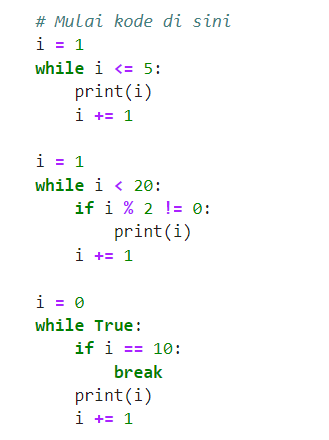 # Mulai kode di sini
i = 1
while i <= 5:
    print(i)
    i += 1

i = 1
while i < 20:
    if i % 2 != 0:
        print(i)
    i += 1

i = 0
while True:
    if i == 10:
        break
    print(i)
    i += 1